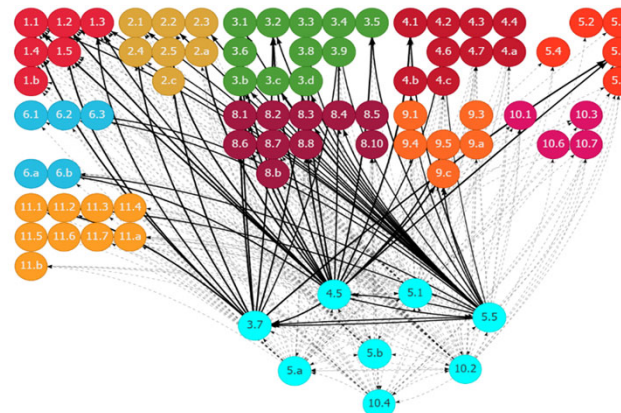 1.1 1.2 1.3 2.1 2.2 2.3 3.1 3.2 3.3 3.4 3.5 4.1 4.2 4.3 4.4 5.2
1.4 1.5 2.4 2.5 2.a 3.6 3.8 3.9 4.6 4.7 4.a 5.4
1.b 2.c 3.b 3.c 3.d 4.b 4.c
6.1 6.2 6.3 8.1 8.2 8.3 8.4 8.5 9.1 9.3 10.1 10.3
8.6 8.7 8.8 8.10 9.4 9.5 9.a 10.6 10.7
6.a 6.b 8.b 9.c
11.1 11.2 11.3 11.4
11.5 11.6 11.7 11.a
11.b
4.5 5.1
3.7 5.5
5.b
5.a 10.2
10.4